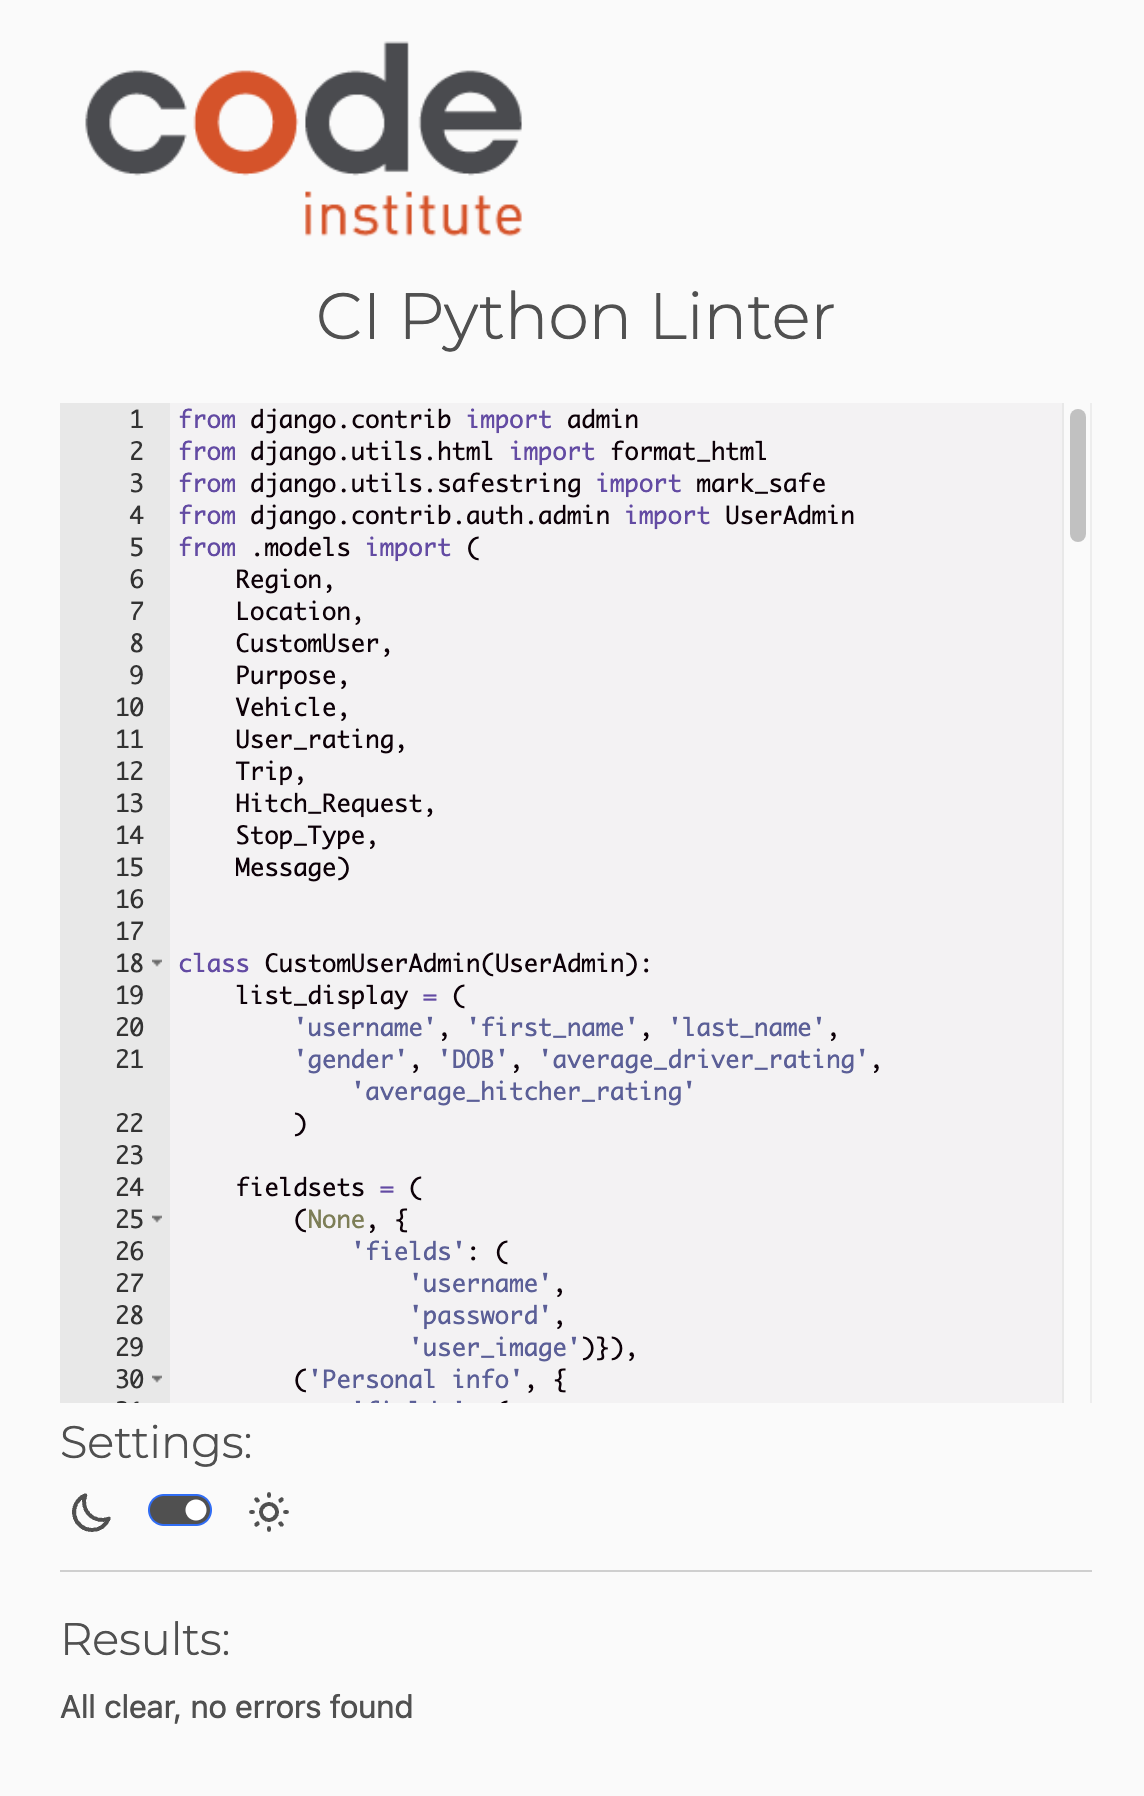 code
institute
CI Python Linter
1 from django.contrib import admin
2 from django.utils.html import format_html
3 from django.utils.safestring import mark_safe
4 from django.contrib.auth.admin import UserAdmin
5 from .models import (
6     Region,
7     Location,
8     CustomUser,
9     Purpose,
10     Vehicle,
11     User_rating,
12     Trip,
13     Hitch_Request,
14     Stop_Type,
15     Message)
16
17
18 class CustomUserAdmin(UserAdmin):
19     list_display = (
20         'username', 'first_name', 'last_name',
21         'gender', 'DOB', 'average_driver_rating',
            'average_hitcher_rating'
22         )
23
24     fieldsets = (
25         (None, {
26             'fields': (
27                 'username',
28                 'password',
29                 'user_image')}),
30         ('Personal info', {
Settings:
Results:
All clear, no errors found